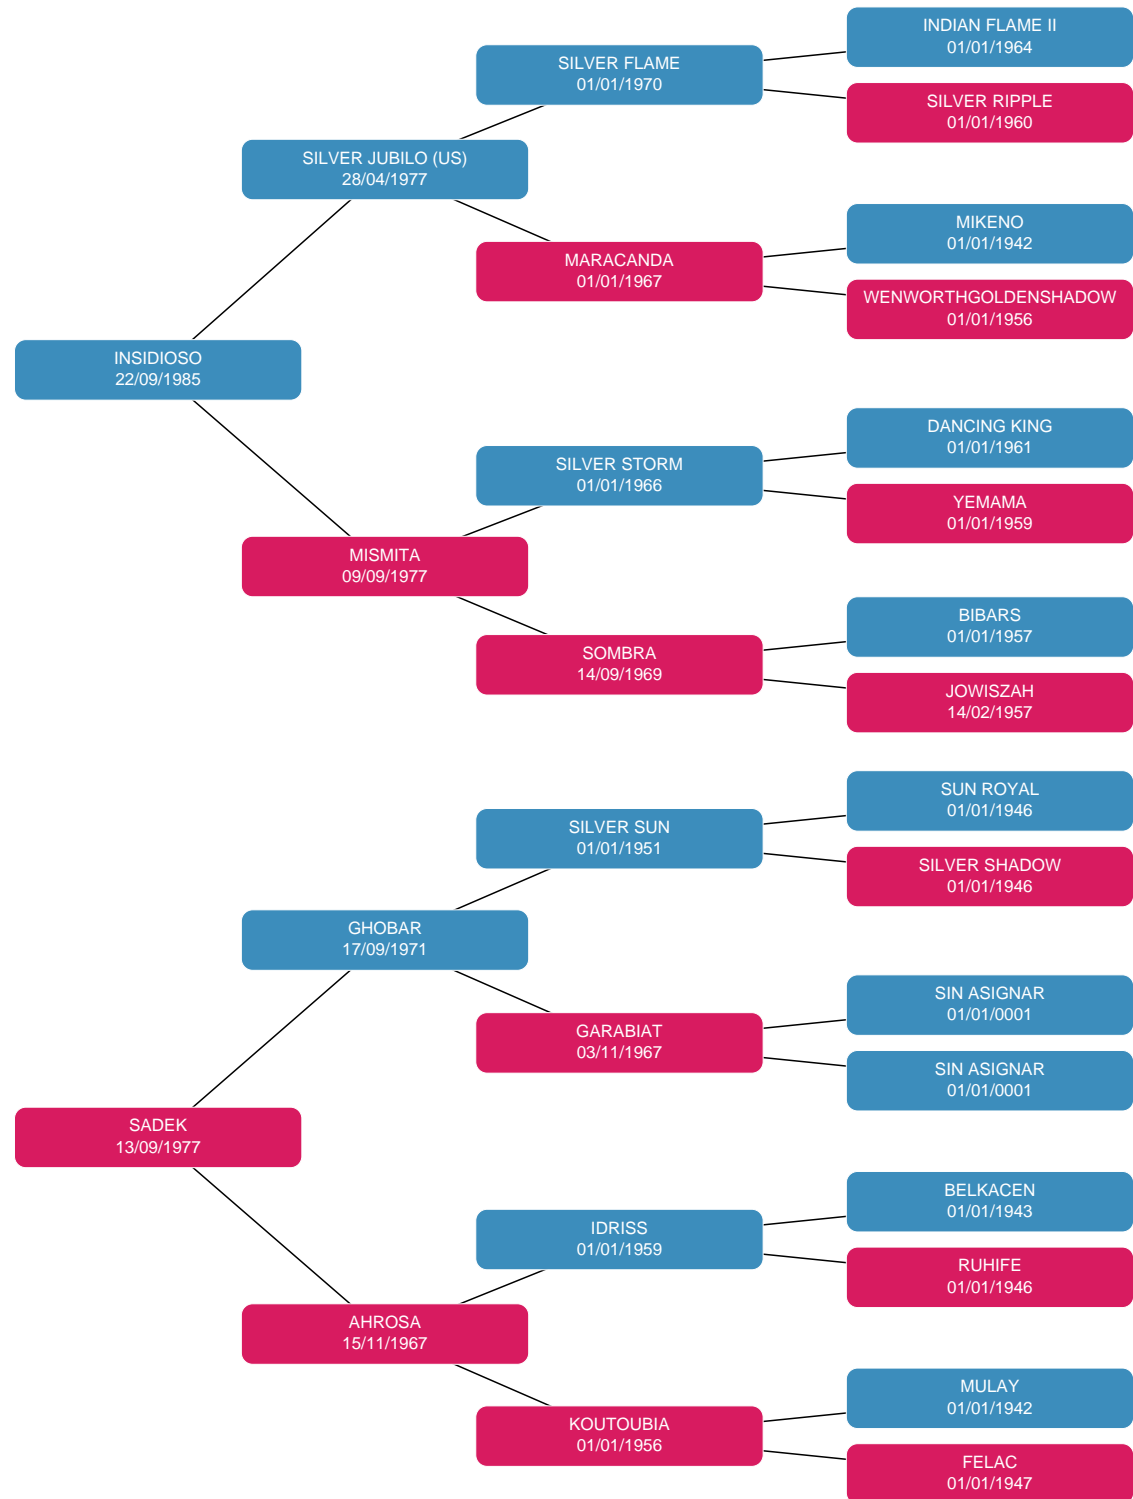 INDIAN FLAME II
01/01/1964
SILVER FLAME
01/01/1970
SILVER RIPPLE
01/01/1960
SILVER JUBILO (US)
28/04/1977
MIKENO
01/01/1942
MARACANDA
01/01/1967
WENWORTHGOLDENSHADOW
01/01/1956
INSIDIOSO
22/09/1985
DANCING KING
01/01/1961
SILVER STORM
01/01/1966
YEMAMA
01/01/1959
MISMITA
09/09/1977
BIBARS
01/01/1957
SOMBRA
14/09/1969
JOWISZAH
14/02/1957
SUN ROYAL
01/01/1946
SILVER SUN
01/01/1951
SILVER SHADOW
01/01/1946
GHOBAR
17/09/1971
SIN ASIGNAR
01/01/0001
GARABIAT
03/11/1967
SIN ASIGNAR
01/01/0001
SADEK
13/09/1977
BELKACEN
01/01/1943
IDRISS
01/01/1959
RUHIFE
01/01/1946
AHROSA
15/11/1967
MULAY
01/01/1942
KOUTOUBIA
01/01/1956
FELAC
01/01/1947